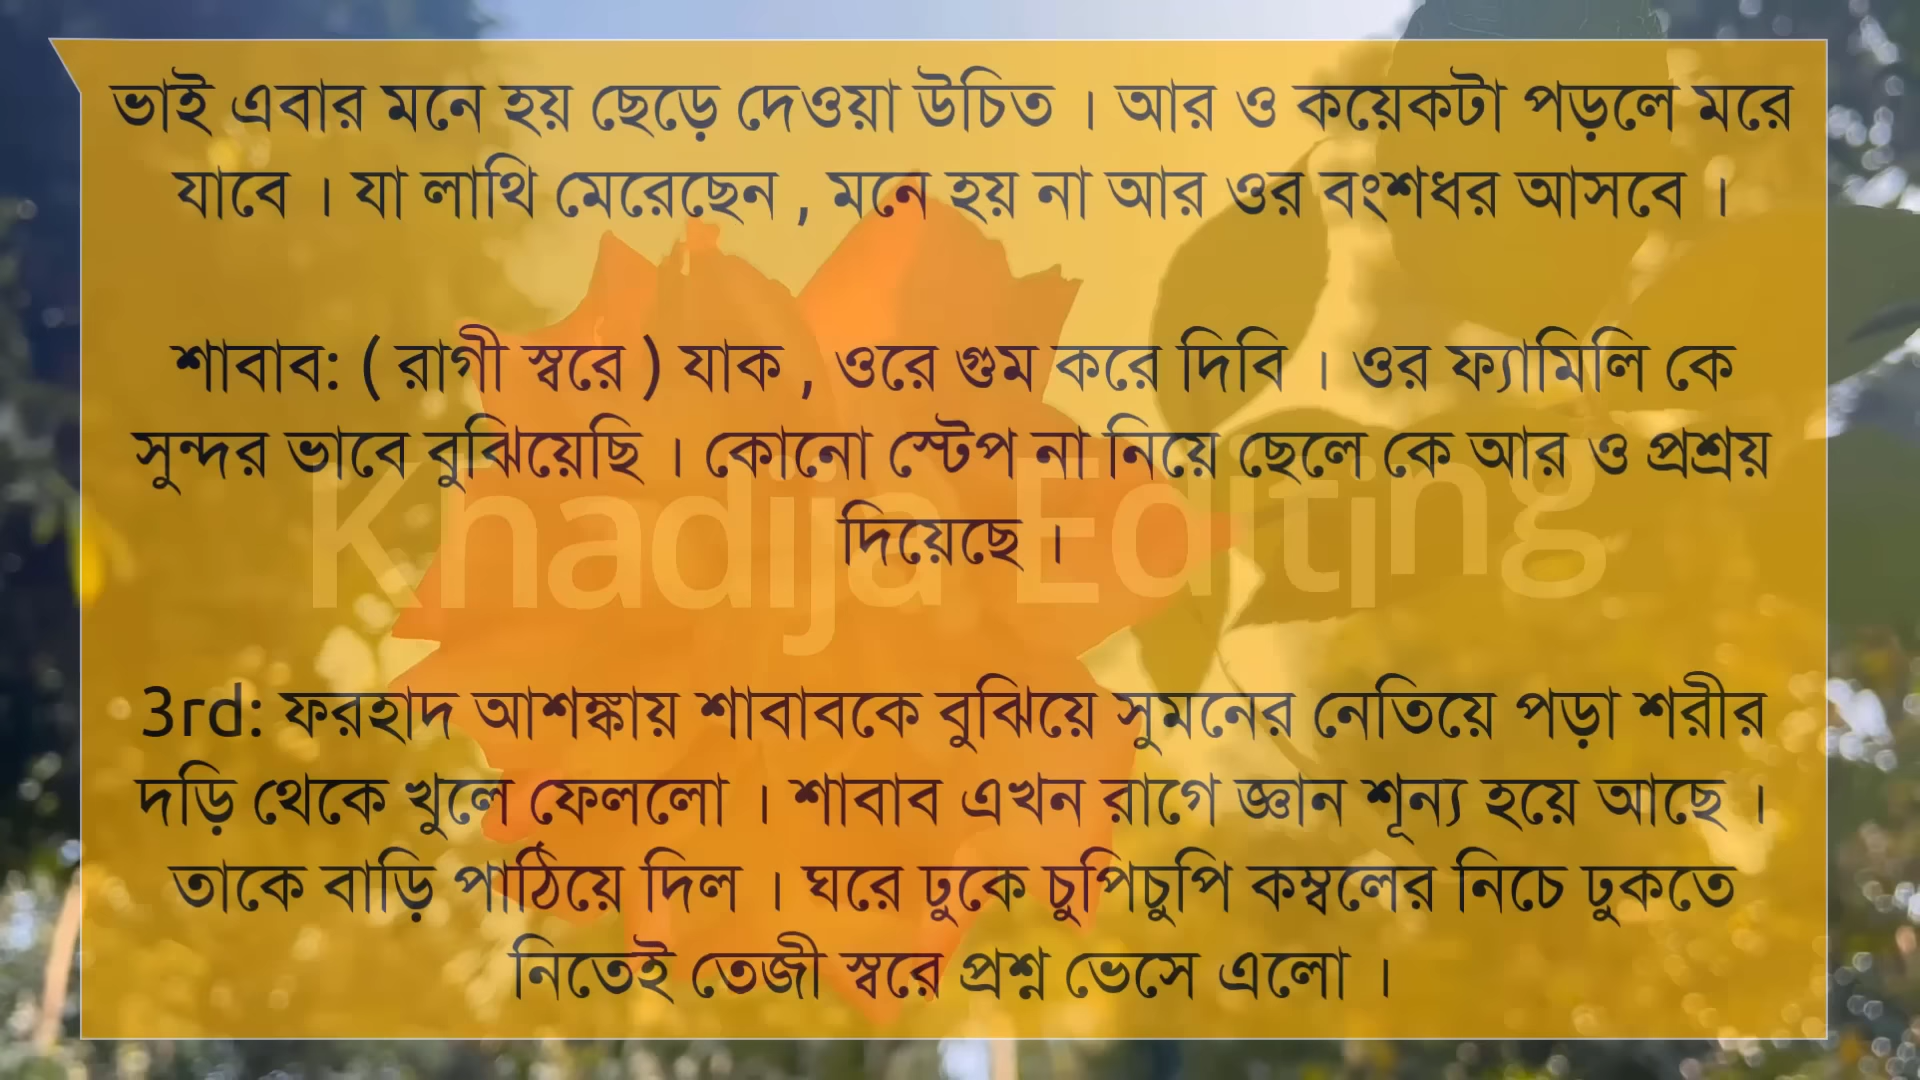 ভাই এবার মনে হয় ছেড়ে দেওয়া উচিত । আর ও কয়েকটা পড়লে মরে
যাবে । যা লাথি মেরেছেন , মনে হয় না আর ওর বংশধর আসবে ।
শাবাব: ( রাগী স্বরে ) যাক , ওরে গুম করে দিবি । ওর ফ্যামিলি কে
সুন্দর ভাবে বুঝিয়েছি । কোনো স্টেপ না নিয়ে ছেলে কে আর ও প্রশ্রয়
দিয়েছে ।
Khadija Editing
3rd: ফরহাদ আশঙ্কায় শাবাবকে বুঝিয়ে সুমনের নেতিয়ে পড়া শরীর
দড়ি থেকে খুলে ফেললো । শাবাব এখন রাগে জ্ঞান শূন্য হয়ে আছে ।
তাকে বাড়ি পাঠিয়ে দিল । ঘরে ঢুকে চুপিচুপি কম্বলের নিচে ঢুকতে
নিতেই তেজী স্বরে প্রশ্ন ভেসে এলো ।